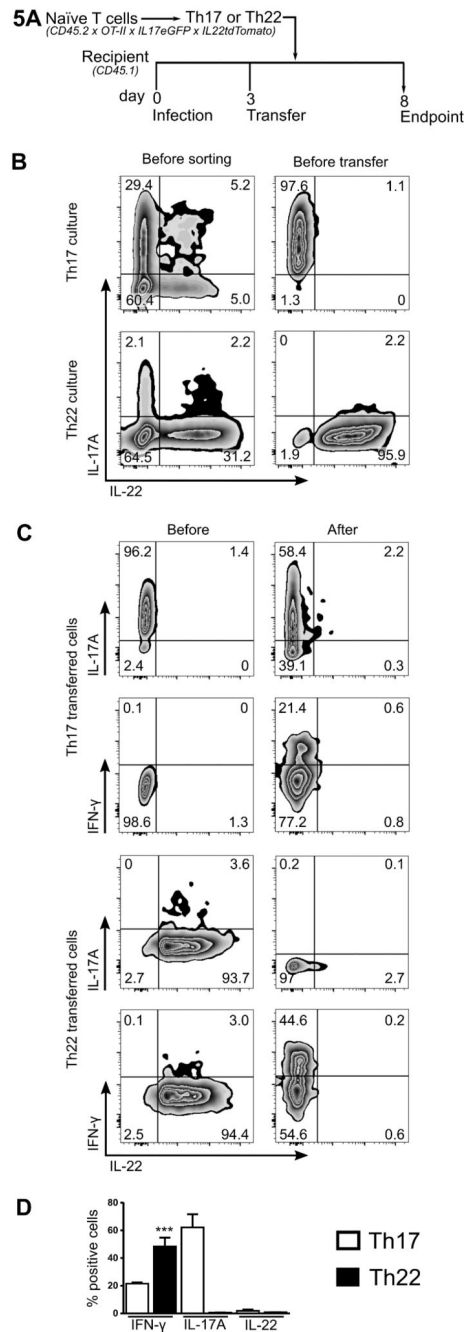 5A
Naïve T cells
Th17 or Th22
(CD45.2 x OT-II x IL17eGFP x IL22tdTomato)
Recipient
(CD45.1)
day
0
3
8
Infection
Transfer
Endpoint
B
Before sorting
Before transfer
Th17 culture
29.4
5.2
60.4
5.0
97.6
1.1
1.3
0
Th22 culture
2.1
2.2
64.5
31.2
0
2.2
1.9
95.9
IL-17A
IL-22
C
Before
After
Th17 transferred cells
IL-17A
96.2
1.4
2.4
0
58.4
2.2
39.1
0.3
IFN-γ
0.1
0
98.6
1.3
21.4
0.6
77.2
0.8
Th22 transferred cells
IL-17A
0
3.6
2.7
93.7
0.2
0.1
97
2.7
IFN-γ
0.1
3.0
2.5
94.4
44.6
0.2
54.6
0.6
IL-22
D
% positive cells
80
60
40
20
0
***
IFN-γ
IL-17A
IL-22
Th17
Th22